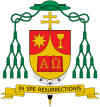 ΑΩ
IN SPE RESURRECTIONIS